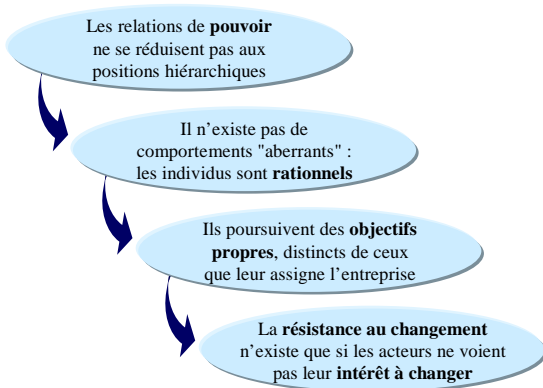 Les relations de pouvoir
ne se réduisent pas aux
positions hiérarchiques
Il n’existe pas de
comportements "aberrants" :
les individus sont rationnels
Ils poursuivent des objectifs
propres, distincts de ceux
que leur assigne l’entreprise
La résistance au changement
n’existe que si les acteurs ne voient
pas leur intérêt à changer